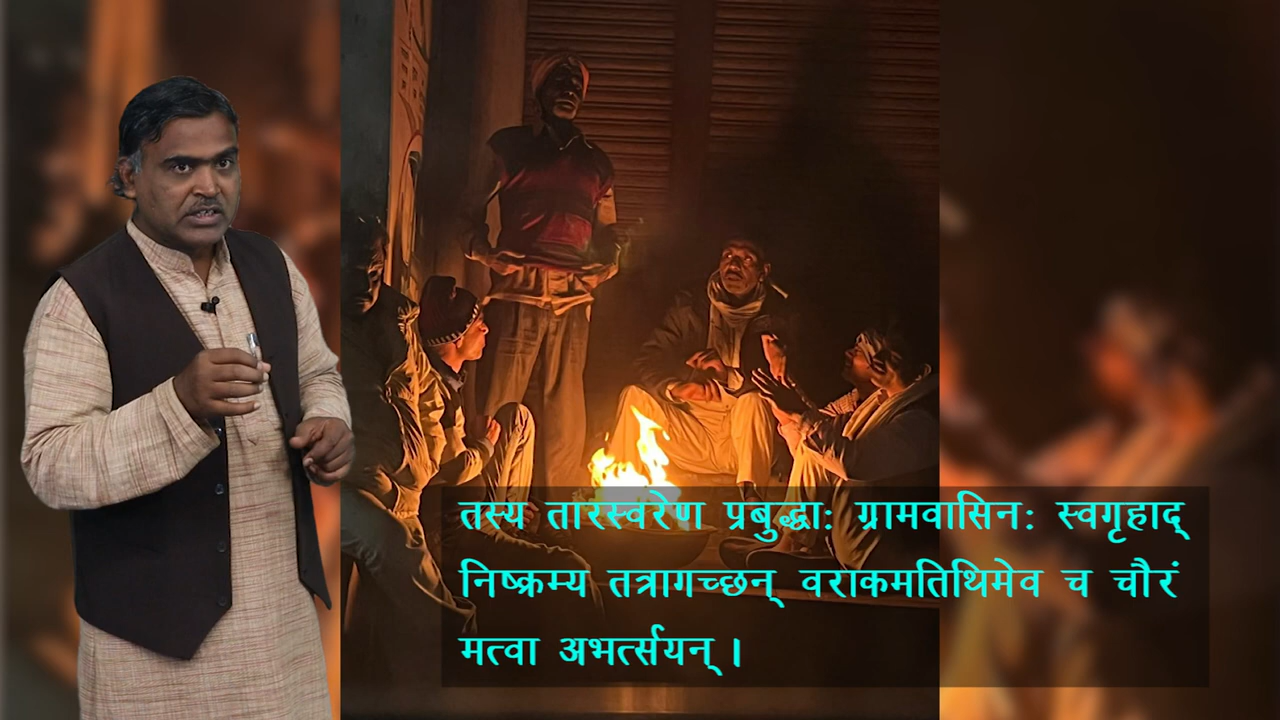 तस्य तारस्वरेण प्रबुद्धाः ग्रामवासिनः स्वगृहाद्
निष्क्रम्य तत्रागच्छन् वराकमतिथिमेव च चौरं
मत्वा अभर्त्सयन् ।